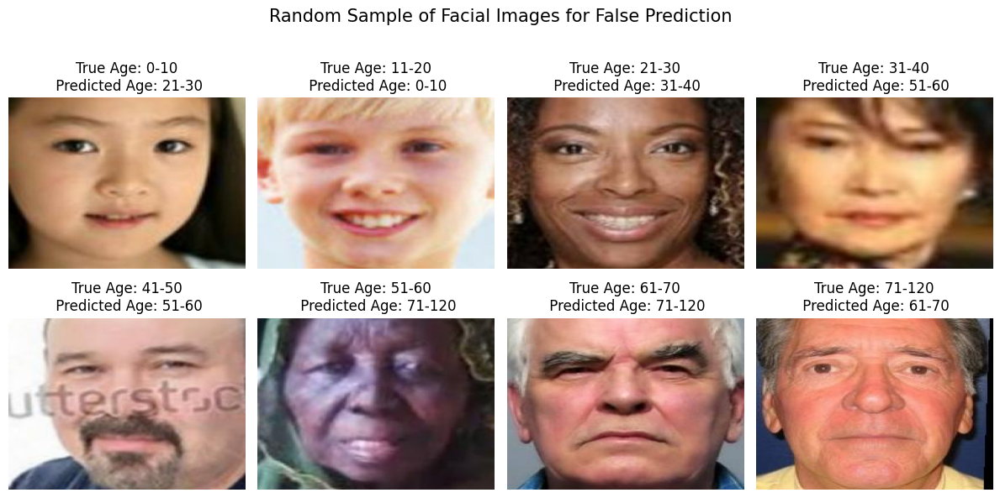 Random Sample of Facial Images for False Prediction
True Age: 0-10
Predicted Age: 21-30
True Age: 11-20
Predicted Age: 0-10
True Age: 21-30
Predicted Age: 31-40
True Age: 31-40
Predicted Age: 51-60
True Age: 41-50
Predicted Age: 51-60
True Age: 51-60
Predicted Age: 71-120
True Age: 61-70
Predicted Age: 71-120
True Age: 71-120
Predicted Age: 61-70
utterstock